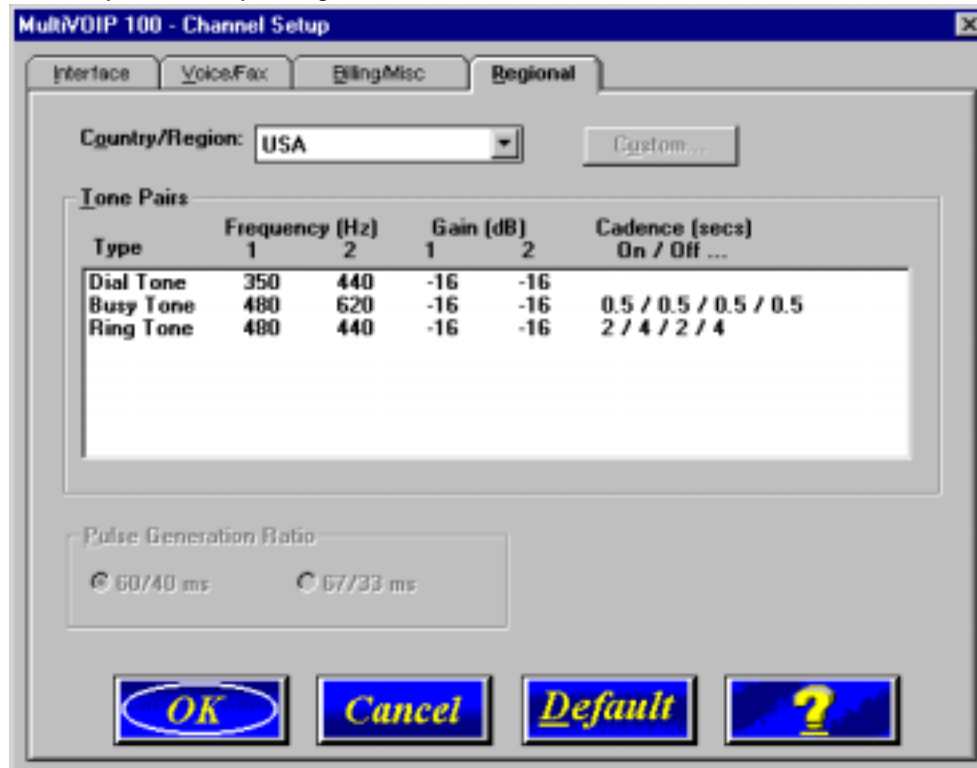 MultiVOIP 100 - Channel Setup
Interface Voice/Fax Billing/Misc Regional
Country/Region: USA Custom...
Tone Pairs
Frequency (Hz) Gain (dB) Cadence (secs)
Type 1 2 1 2 On / Off ...
Dial Tone 350 440 -16 -16
Busy Tone 480 620 -16 -16 0.5 / 0.5 / 0.5 / 0.5
Ring Tone 480 440 -16 -16 2 / 4 / 2 / 4
Pulse Generation Ratio
60/40 ms 67/33 ms
OK Cancel Default ?